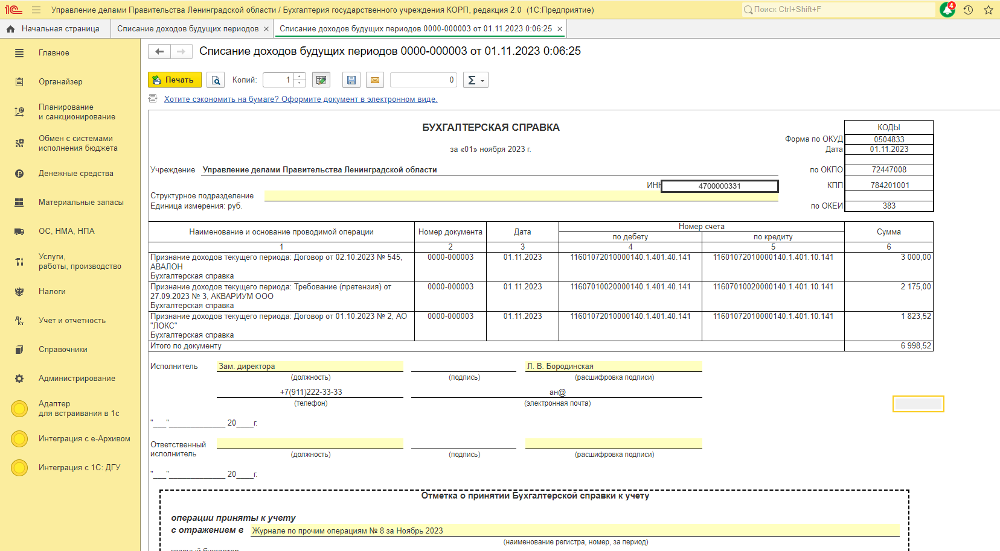 1С Управление делами Правительства Ленинградской области / Бухгалтерия государственного учреждения КОРП, редакция 2.0 (1С:Предприятие) Поиск Ctrl+Shift+F 4
Начальная страница Списание доходов будущих периодов × Списание доходов будущих периодов 0000-000003 от 01.11.2023 0:06:25 ×
Главное
Органайзер
Планирование
и санкционирование
Обмен с системами
исполнения бюджета
Денежные средства
Материальные запасы
ОС, НМА, НПА
Услуги,
работы, производство
Налоги
Учет и отчетность
Справочники
Администрирование
Адаптер
для встраивания в 1с
Интеграция с е-Архивом
Интеграция с 1С: ДГУ
Списание доходов будущих периодов 0000-000003 от 01.11.2023 0:06:25
Печать Копий: 1 0 Σ
Хотите сэкономить на бумаге? Оформите документ в электронном виде.
БУХГАЛТЕРСКАЯ СПРАВКА КОДЫ
Форма по ОКУД 0504833
за «01» ноября 2023 г. Дата 01.11.2023
Учреждение Управление делами Правительства Ленинградской области по ОКПО 72447008
ИНН 4700000331 КПП 784201001
Структурное подразделение
Единица измерения: руб. по ОКЕИ 383
Наименование и основание проводимой операции Номер документа Дата Номер счета Сумма
по дебету по кредиту
1 2 3 4 5 6
Признание доходов текущего периода: Договор от 02.10.2023 № 545, 0000-000003 01.11.2023 11601072010000140.1.401.40.141 11601072010000140.1.401.10.141 3 000,00
АВАЛОН
Бухгалтерская справка
Признание доходов текущего периода: Требование (претензия) от 0000-000003 01.11.2023 11607010020000140.1.401.40.141 11607010020000140.1.401.10.141 2 175,00
27.09.2023 № 3, АКВАРИУМ ООО
Бухгалтерская справка
Признание доходов текущего периода: Договор от 01.10.2023 № 2, АО 0000-000003 01.11.2023 11601072010000140.1.401.40.141 11601072010000140.1.401.10.141 1 823,52
"ЛОКС"
Бухгалтерская справка
Итого по документу 6 998,52
Исполнитель Зам. директора Л. В. Бородинская
(должность) (подпись) (расшифровка подписи)
+7(911)222-33-33 ан@
(телефон) (электронная почта)
"___"_____________ 20____г.
Ответственный
исполнитель (должность) (подпись) (расшифровка подписи)
"___"_____________ 20____г.
Отметка о принятии Бухгалтерской справки к учету
операции приняты к учету
с отражением в Журнале по прочим операциям № 8 за Ноябрь 2023
(наименование регистра, номер, за период)
главный бухгалтер